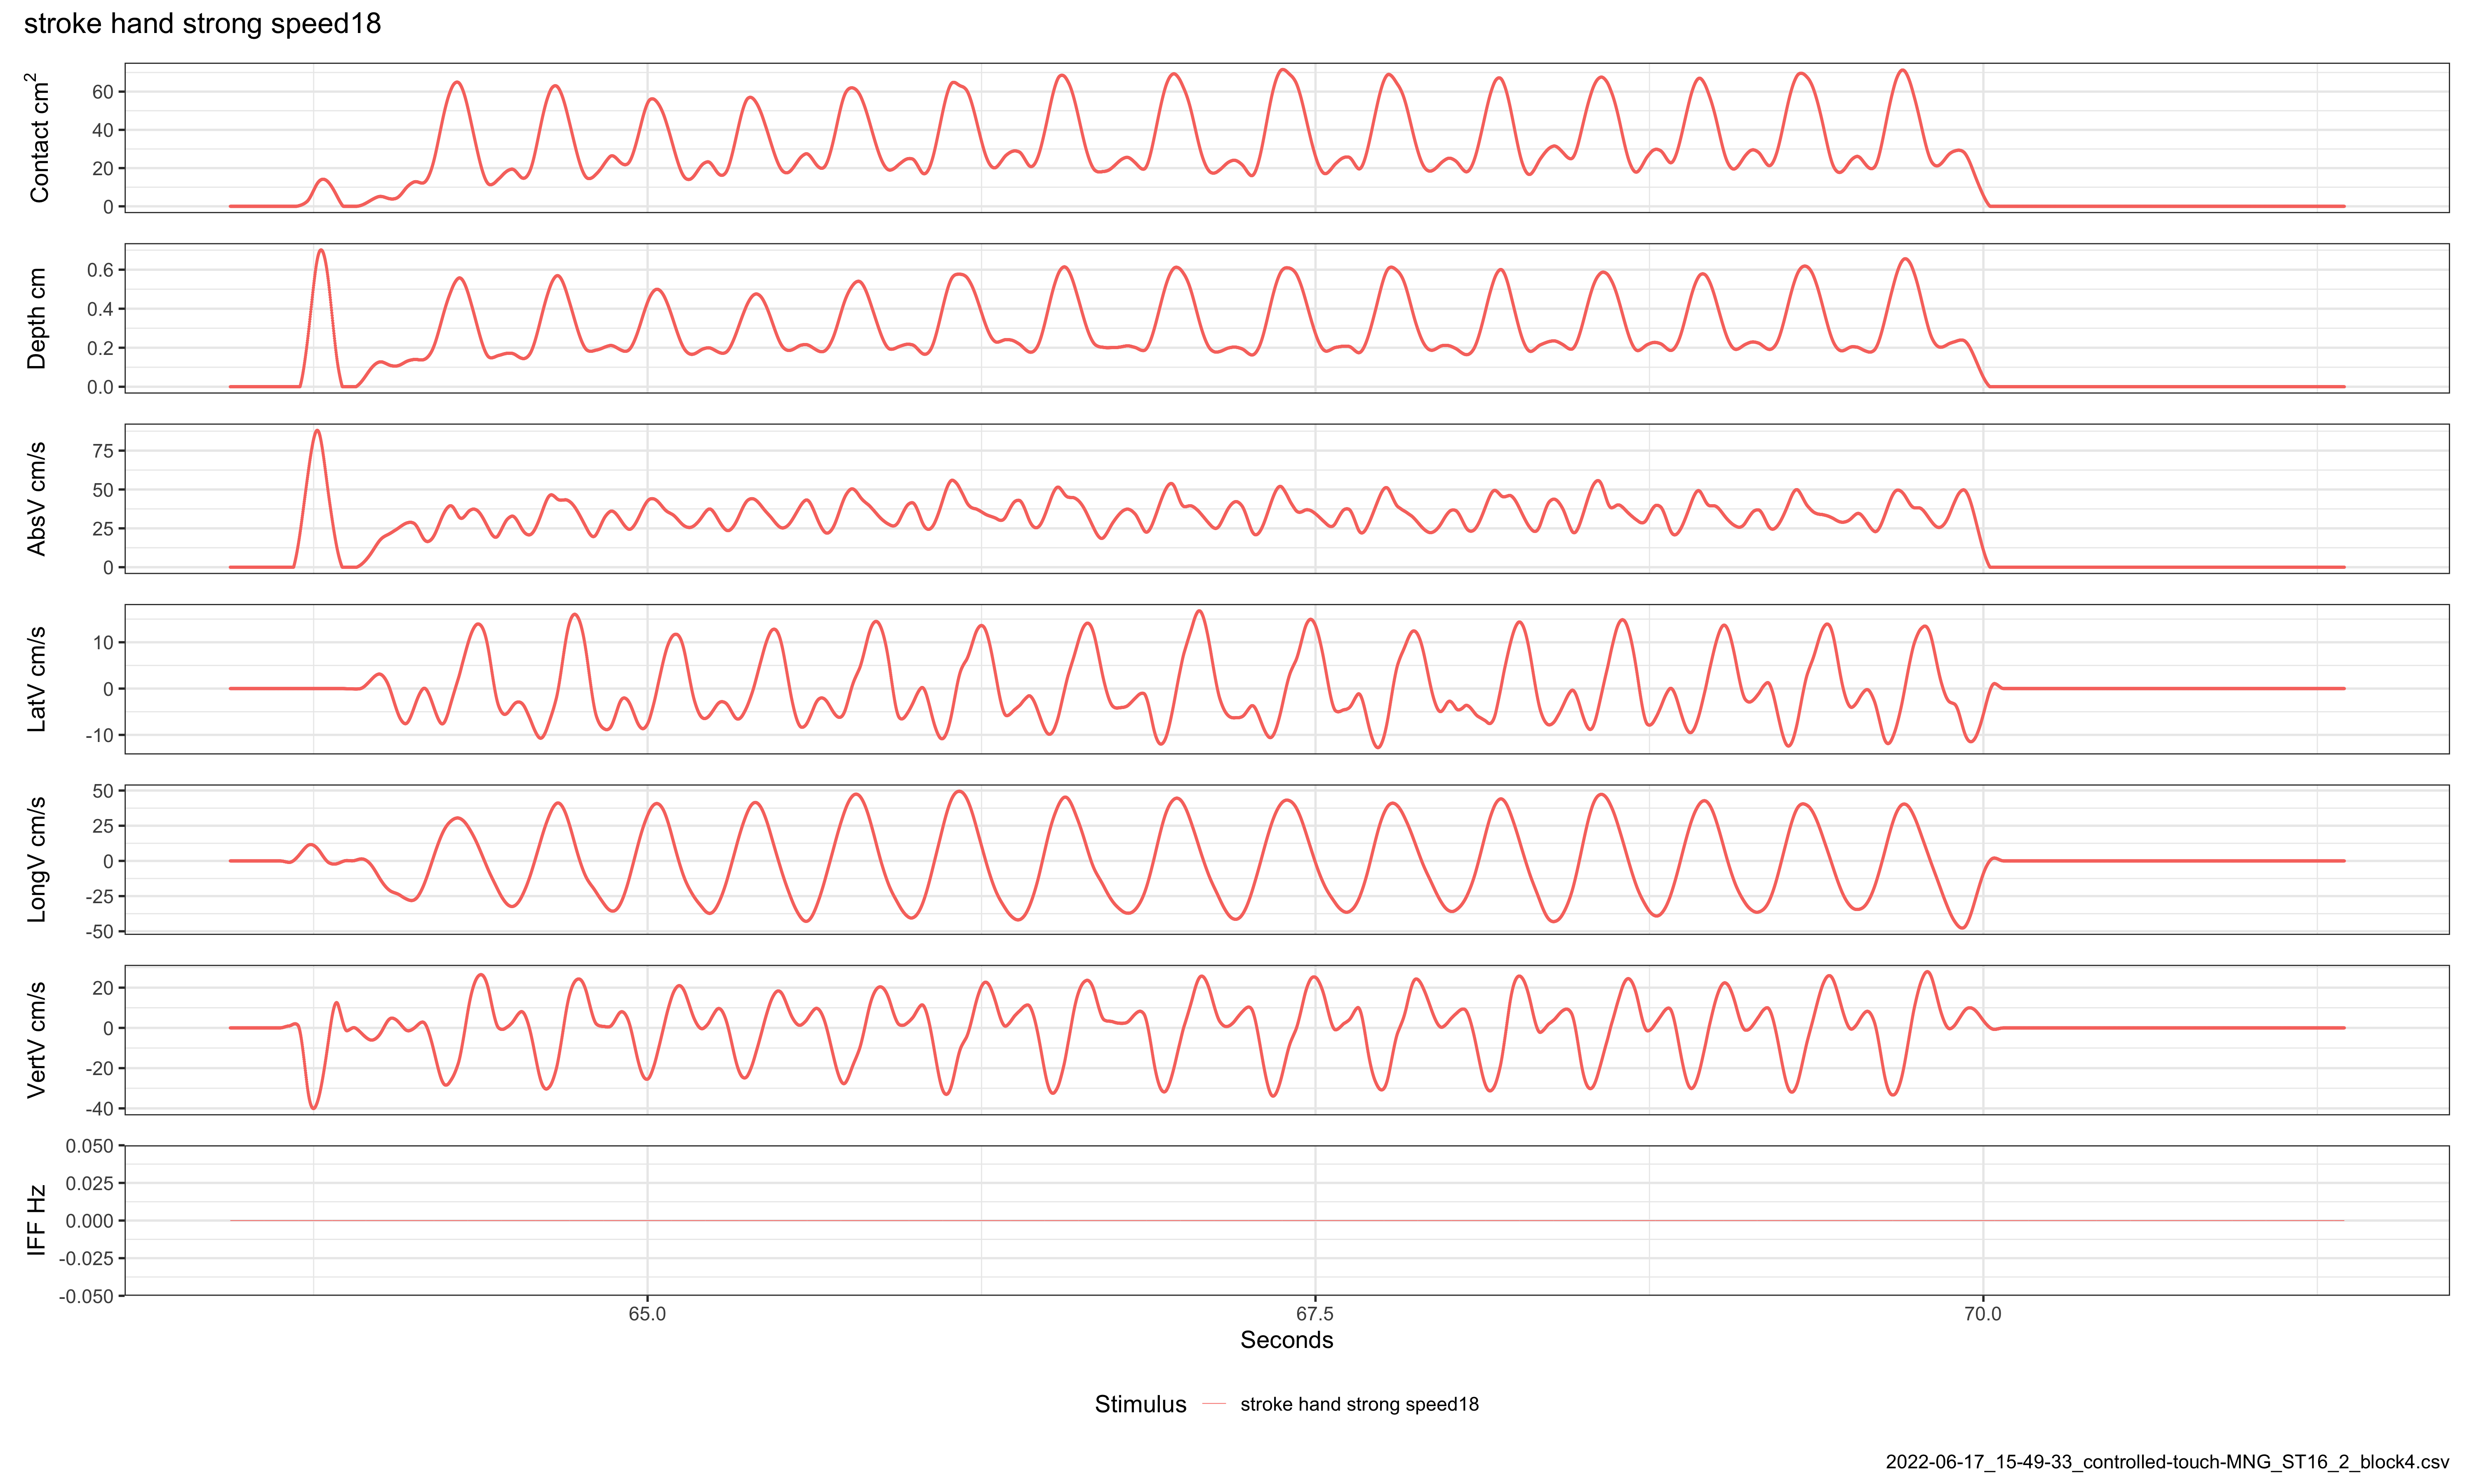 stroke hand strong speed18
Contact cm²
60
40
20
0
Depth cm
0.6
0.4
0.2
0.0
AbsV cm/s
75
50
25
0
LatV cm/s
10
0
-10
LongV cm/s
50
25
0
-25
-50
VertV cm/s
20
0
-20
-40
IFF Hz
0.050
0.025
0.000
-0.025
-0.050
65.0 67.5 70.0
Seconds
Stimulus stroke hand strong speed18
2022-06-17_15-49-33_controlled-touch-MNG_ST16_2_block4.csv